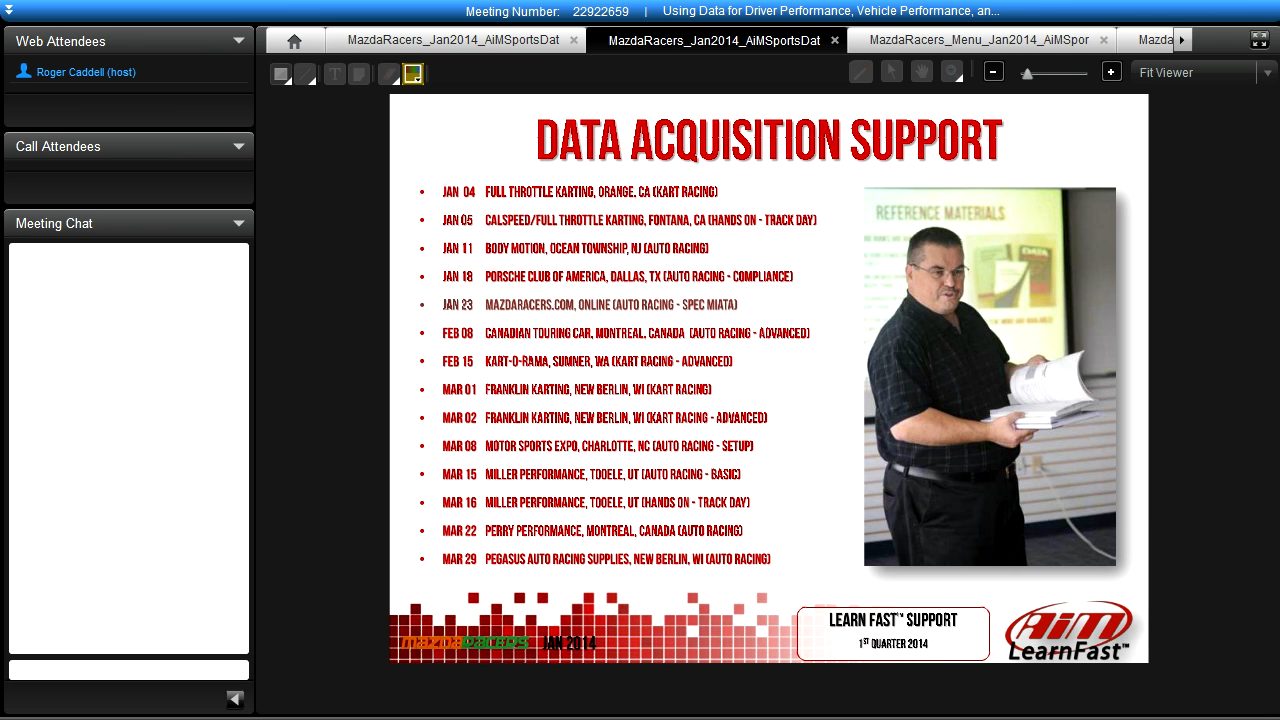 Meeting Number: 22922659 | Using Data for Driver Performance, Vehicle Performance, an...
Web Attendees
Roger Caddell (host)
Call Attendees
Meeting Chat
MazdaRacers_Jan2014_AiMSportsDat
MazdaRacers_Jan2014_AiMSportsDat
MazdaRacers_Menu_Jan2014_AiMSpor
Mazda
T
Fit Viewer
DATA ACQUISITION SUPPORT
• JAN 04 FULL THROTTLE KARTING, ORANGE, CA (KART RACING)
• JAN 05 CALSPEED/FULL THROTTLE KARTING, FONTANA, CA (HANDS ON - TRACK DAY)
• JAN 11 BODY MOTION, OCEAN TOWNSHIP, NJ (AUTO RACING)
• JAN 18 PORSCHE CLUB OF AMERICA, DALLAS, TX (AUTO RACING - COMPLIANCE)
• JAN 23 MAZDARACERS.COM, ONLINE (AUTO RACING - SPEC MIATA)
• FEB 08 CANADIAN TOURING CAR, MONTREAL, CANADA (AUTO RACING - ADVANCED)
• FEB 15 KART-O-RAMA, SUMNER, WA (KART RACING - ADVANCED)
• MAR 01 FRANKLIN KARTING, NEW BERLIN, WI (KART RACING)
• MAR 02 FRANKLIN KARTING, NEW BERLIN, WI (KART RACING - ADVANCED)
• MAR 08 MOTOR SPORTS EXPO, CHARLOTTE, NC (AUTO RACING - SETUP)
• MAR 15 MILLER PERFORMANCE, TOOELE, UT (AUTO RACING - BASIC)
• MAR 16 MILLER PERFORMANCE, TOOELE, UT (HANDS ON - TRACK DAY)
• MAR 22 PERRY PERFORMANCE, MONTREAL, CANADA (AUTO RACING)
• MAR 29 PEGASUS AUTO RACING SUPPLIES, NEW BERLIN, WI (AUTO RACING)
REFERENCE MATERIALS
mazdaracers JAN 2014
LEARN FAST™ SUPPORT
1ST QUARTER 2014
AiM
LearnFast™